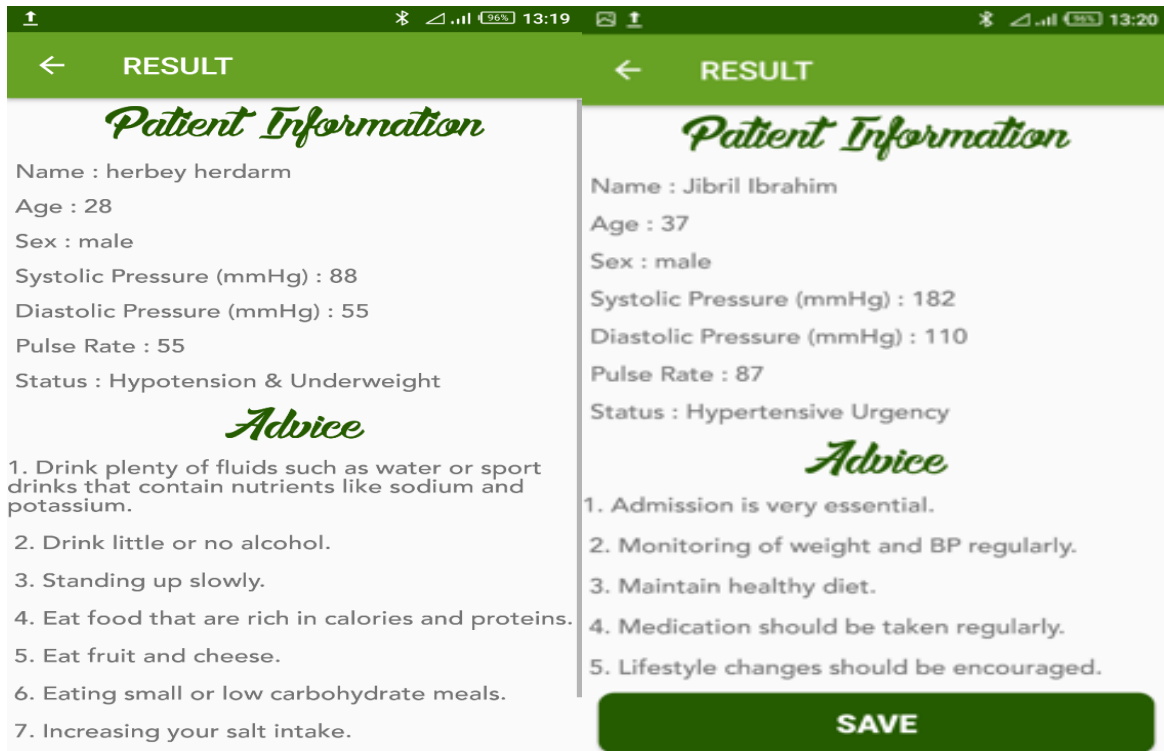 96% 13:19
RESULT
Patient Information
Name : herbey herdarm
Age : 28
Sex : male
Systolic Pressure (mmHg) : 88
Diastolic Pressure (mmHg) : 55
Pulse Rate : 55
Status : Hypotension & Underweight
Advice
1. Drink plenty of fluids such as water or sport
drinks that contain nutrients like sodium and
potassium.
2. Drink little or no alcohol.
3. Standing up slowly.
4. Eat food that are rich in calories and proteins.
5. Eat fruit and cheese.
6. Eating small or low carbohydrate meals.
7. Increasing your salt intake.
13:20
RESULT
Patient Information
Name : Jibril Ibrahim
Age : 37
Sex : male
Systolic Pressure (mmHg) : 182
Diastolic Pressure (mmHg) : 110
Pulse Rate : 87
Status : Hypertensive Urgency
Advice
1. Admission is very essential.
2. Monitoring of weight and BP regularly.
3. Maintain healthy diet.
4. Medication should be taken regularly.
5. Lifestyle changes should be encouraged.
SAVE